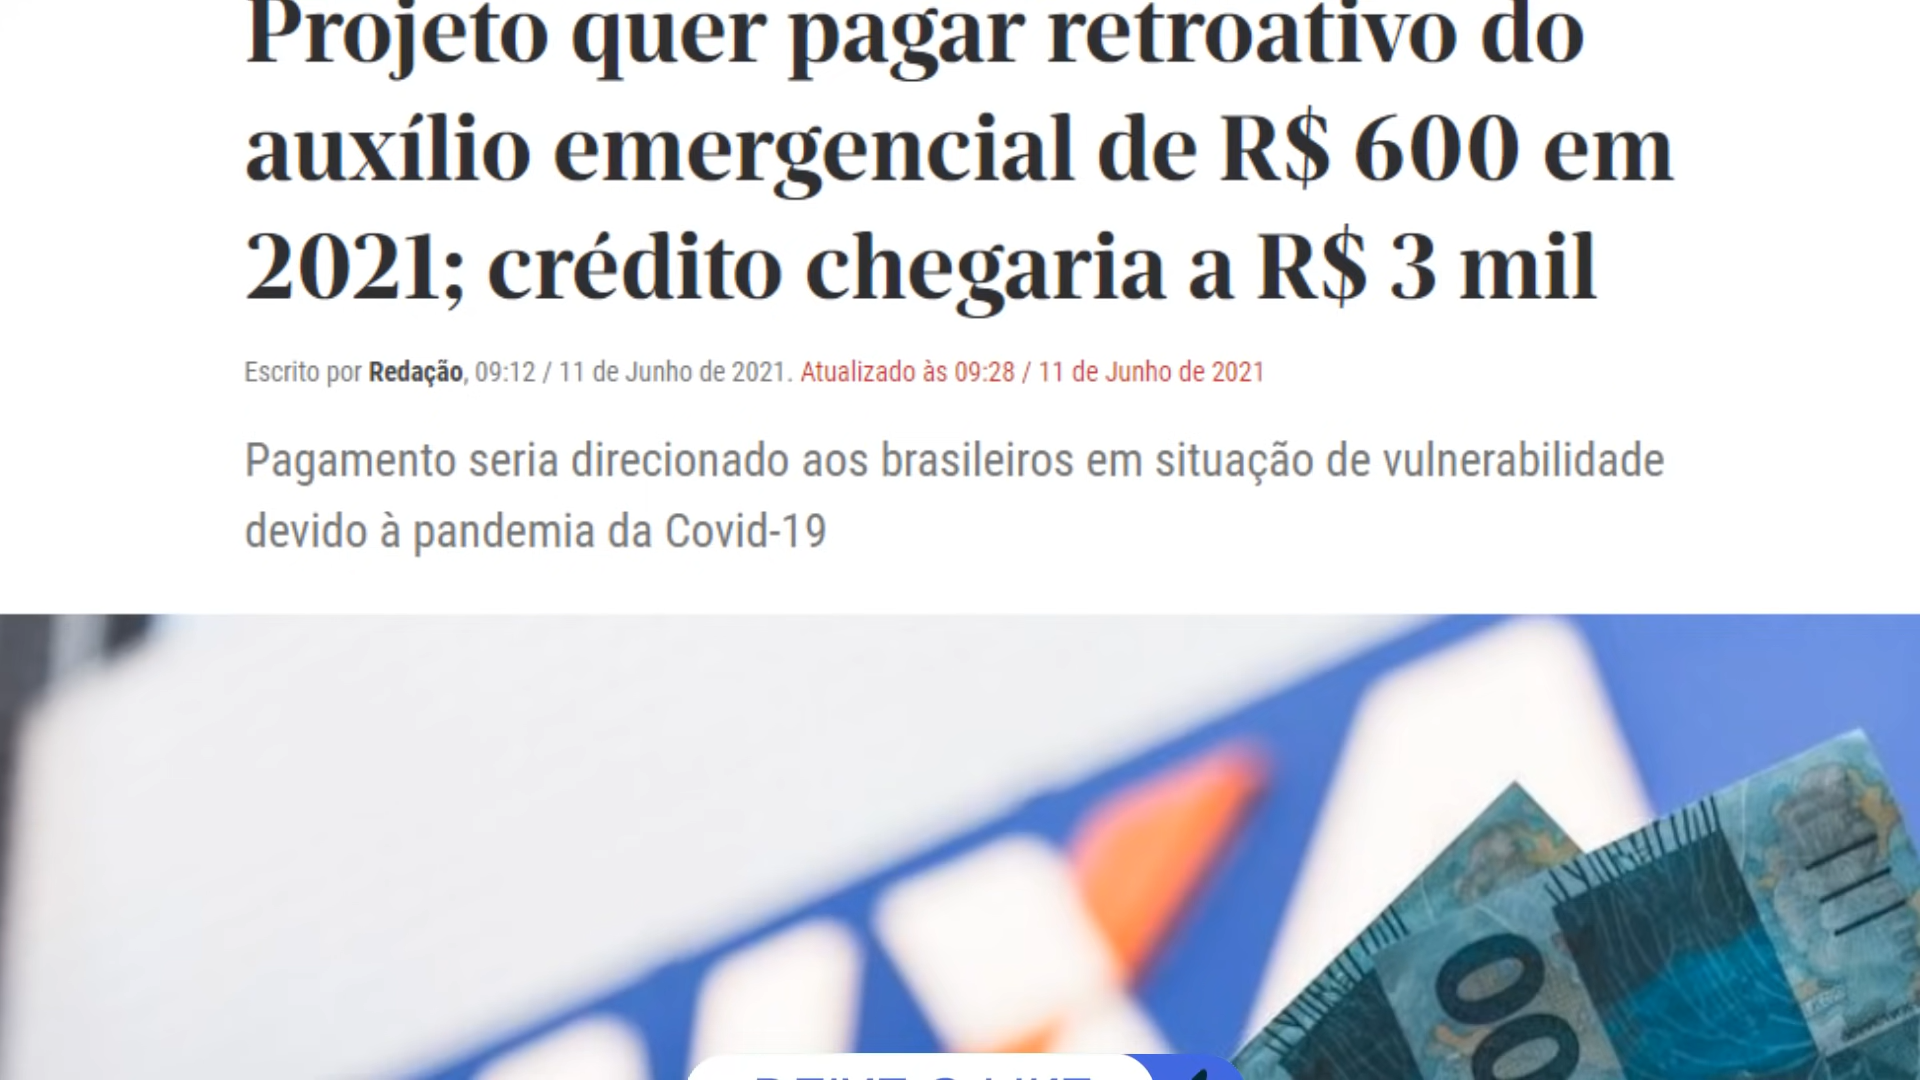 Projeto quer pagar retroativo do
auxílio emergencial de R$ 600 em
2021; crédito chegaria a R$ 3 mil
Escrito por Redação, 09:12 / 11 de Junho de 2021. Atualizado às 09:28 / 11 de Junho de 2021
Pagamento seria direcionado aos brasileiros em situação de vulnerabilidade
devido à pandemia da Covid-19